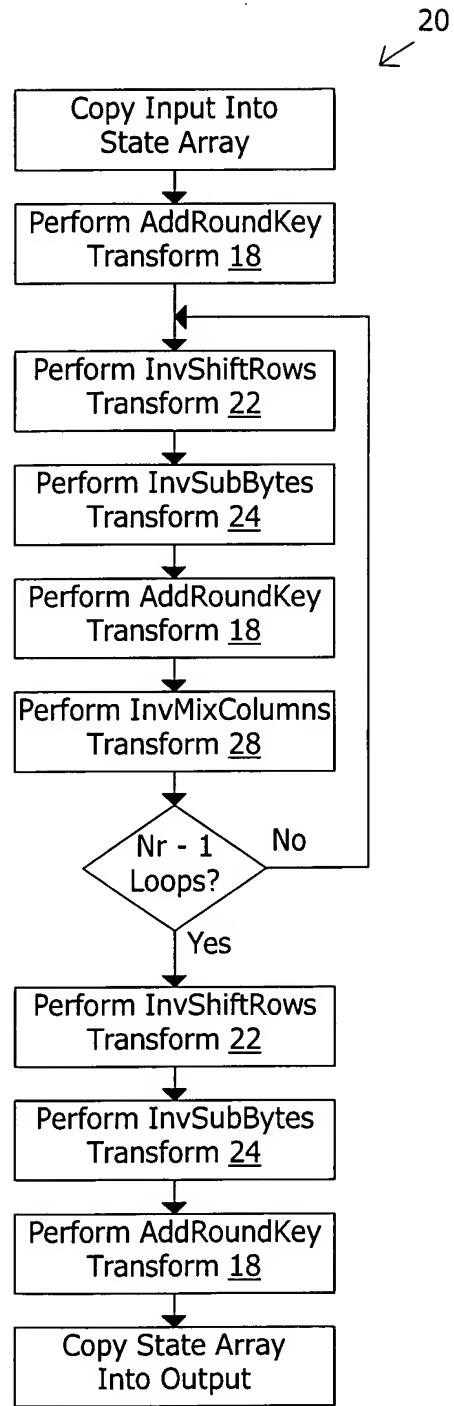 20
Copy Input Into
State Array
Perform AddRoundKey
Transform 18
Perform InvShiftRows
Transform 22
Perform InvSubBytes
Transform 24
Perform AddRoundKey
Transform 18
Perform InvMixColumns
Transform 28
Nr - 1
Loops?
No
Yes
Perform InvShiftRows
Transform 22
Perform InvSubBytes
Transform 24
Perform AddRoundKey
Transform 18
Copy State Array
Into Output